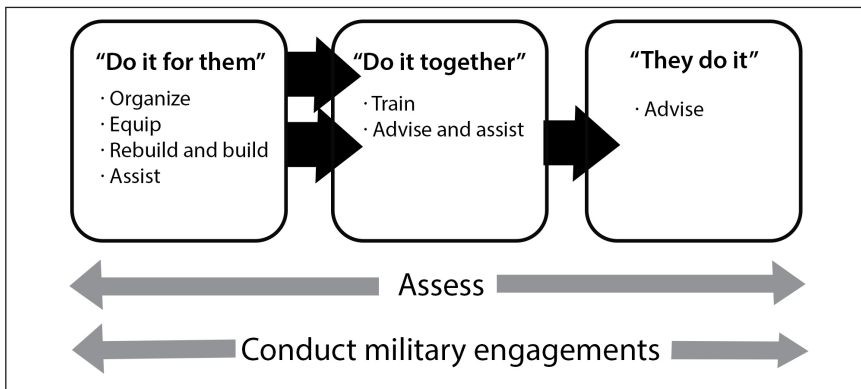 “Do it for them”
· Organize
· Equip
· Rebuild and build
· Assist
“Do it together”
· Train
· Advise and assist
“They do it”
· Advise
Assess
Conduct military engagements